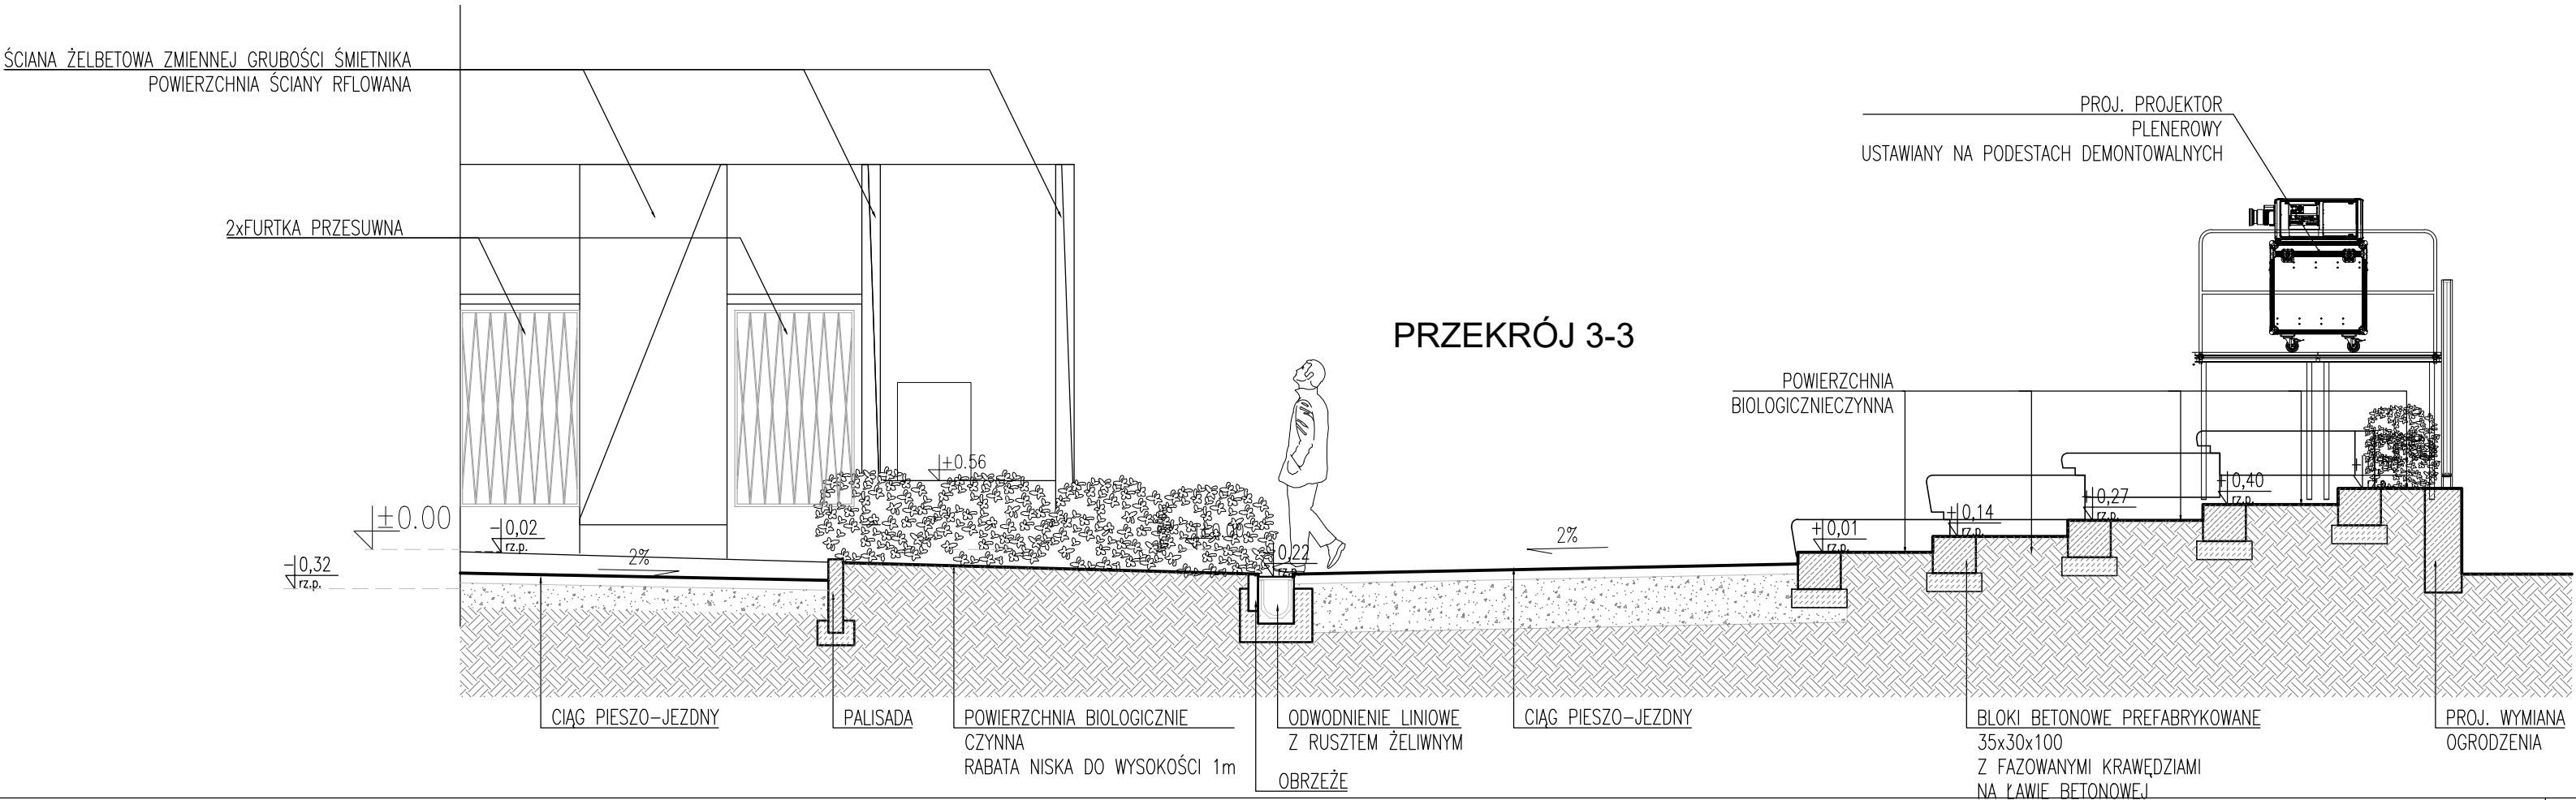 ŚCIANA ŻELBETOWA ZMIENNEJ GRUBOŚCI ŚMIETNIKA
POWIERZCHNIA ŚCIANY RFLOWANA
2xFURTKA PRZESUWNA
PROJ. PROJEKTOR
PLENEROWY
USTAWIANY NA PODESTACH DEMONTOWALNYCH
PRZEKRÓJ 3-3
POWIERZCHNIA
BIOLOGICZNIECZYNNA
±0.00
-0,02
rz.p.
-0,32
rz.p.
2%
+0.56
0,22
rz.p.
2%
+0,01
rz.p.
+0,14
rz.p.
+0,27
rz.p.
+0,40
rz.p.
rz.p.
CIĄG PIESZO-JEZDNY
PALISADA
POWIERZCHNIA BIOLOGICZNIE
CZYNNA
RABATA NISKA DO WYSOKOŚCI 1m
OBRZEŻE
ODWODNIENIE LINIOWE
Z RUSZTEM ŻELIWNYM
CIĄG PIESZO-JEZDNY
BLOKI BETONOWE PREFABRYKOWANE
35x30x100
Z FAZOWANYMI KRAWĘDZIAMI
NA ŁAWIE BETONOWEJ
PROJ. WYMIANA
OGRODZENIA